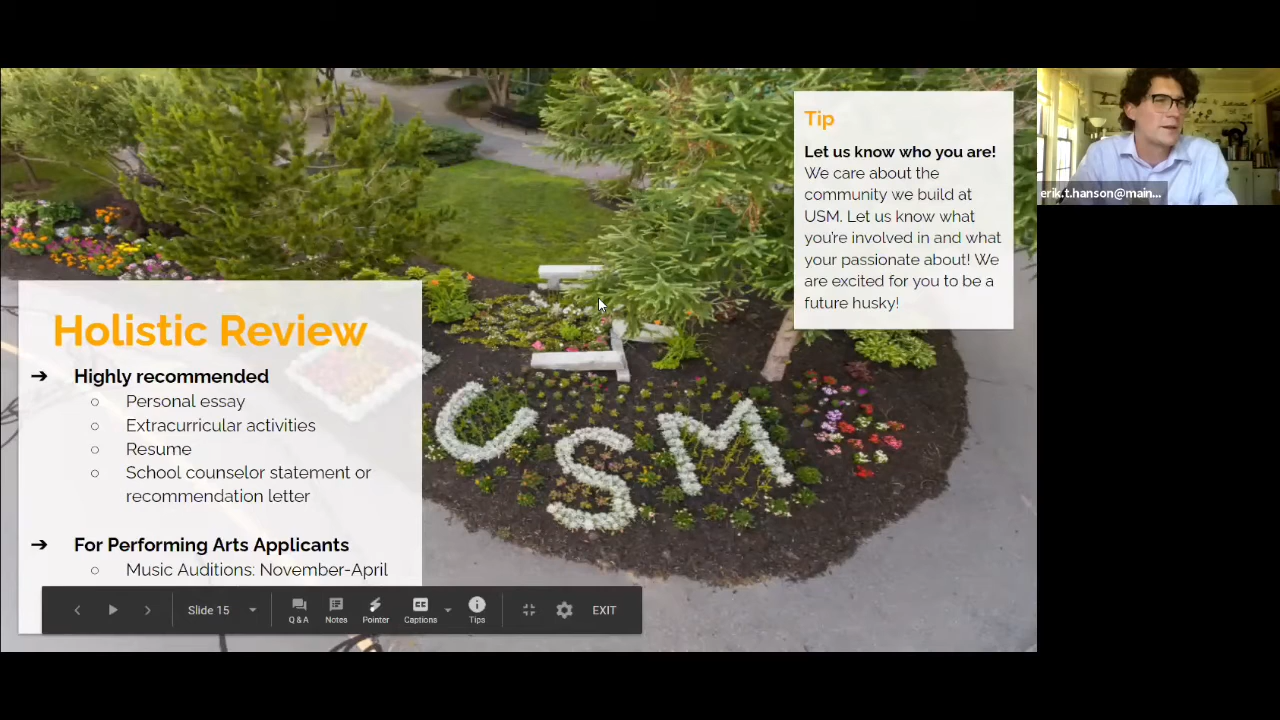 Tip
Let us know who you are!
We care about the
community we build at
USM. Let us know what
you're involved in and what
your passionate about! We
are excited for you to be a
future husky!
erik.t.hanson@main...
Holistic Review
➔ Highly recommended
○ Personal essay
○ Extracurricular activities
○ Resume
○ School counselor statement or
recommendation letter
➔ For Performing Arts Applicants
○ Music Auditions: November-April
USM
Slide 15
Q & A
Notes
Pointer
Captions
Tips
EXIT